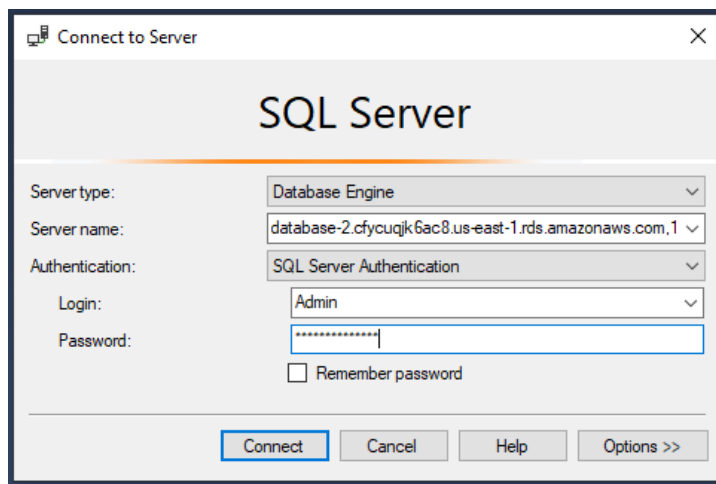 Connect to Server
SQL Server
Server type: Database Engine
Server name: database-2.cfycuqjk6ac8.us-east-1.rds.amazonaws.com,1
Authentication: SQL Server Authentication
Login: Admin
Password: **************
Remember password
Connect Cancel Help Options >>